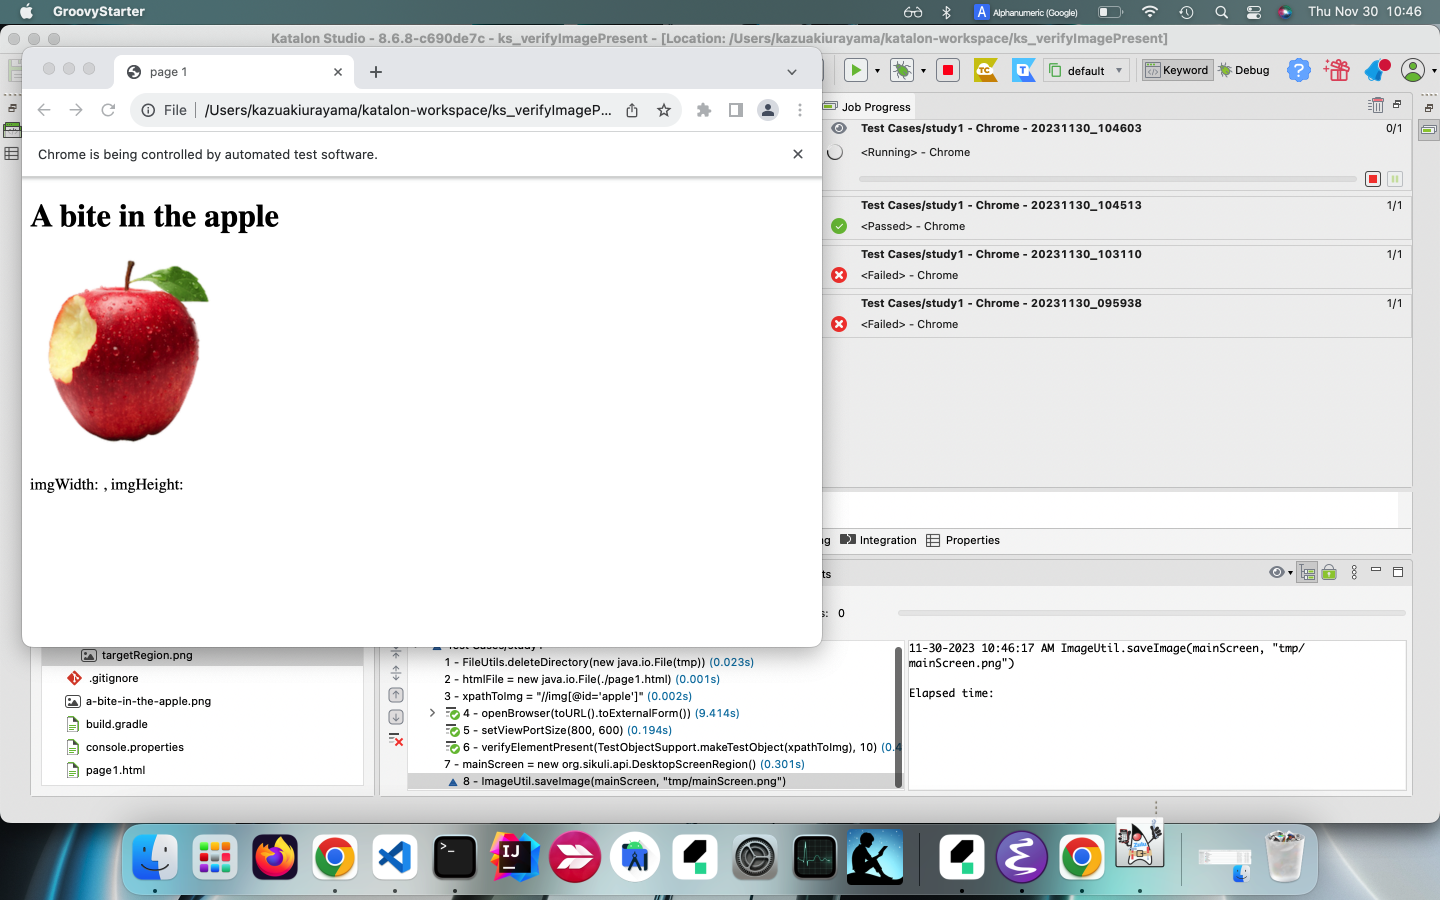 GroovyStarter
A
Alphanumeric (Google)
Thu Nov 30 10:46
Katalon Studio - 8.6.8-c690de7c - ks_verifyImagePresent - [Location: /Users/kazuakiurayama/katalon-workspace/ks_verifyImagePresent]
page 1
TC
T
default
Keyword
Debug
File
/Users/kazuakiurayama/katalon-workspace/ks_verifyImageP...
Chrome is being controlled by automated test software.
A bite in the apple
imgWidth: , imgHeight:
Job Progress
Test Cases/study1 - Chrome - 20231130_104603
0/1
<Running> - Chrome
Test Cases/study1 - Chrome - 20231130_104513
1/1
<Passed> - Chrome
Test Cases/study1 - Chrome - 20231130_103110
1/1
<Failed> - Chrome
Test Cases/study1 - Chrome - 20231130_095938
1/1
<Failed> - Chrome
ng
Integration
Properties
ts
s: 0
targetRegion.png
.gitignore
a-bite-in-the-apple.png
build.gradle
console.properties
page1.html
Test Cases/study1
1 - FileUtils.deleteDirectory(new java.io.File(tmp)) (0.023s)
2 - htmlFile = new java.io.File(./page1.html) (0.001s)
3 - xpathToImg = "//img[@id='apple']" (0.002s)
4 - openBrowser(toURL().toExternalForm()) (9.414s)
5 - setViewPortSize(800, 600) (0.194s)
6 - verifyElementPresent(TestObjectSupport.makeTestObject(xpathToImg), 10) (0.4
7 - mainScreen = new org.sikuli.api.DesktopScreenRegion() (0.301s)
8 - ImageUtil.saveImage(mainScreen, "tmp/mainScreen.png")
11-30-2023 10:46:17 AM ImageUtil.saveImage(mainScreen, "tmp/
mainScreen.png")
Elapsed time:
>_
IJ